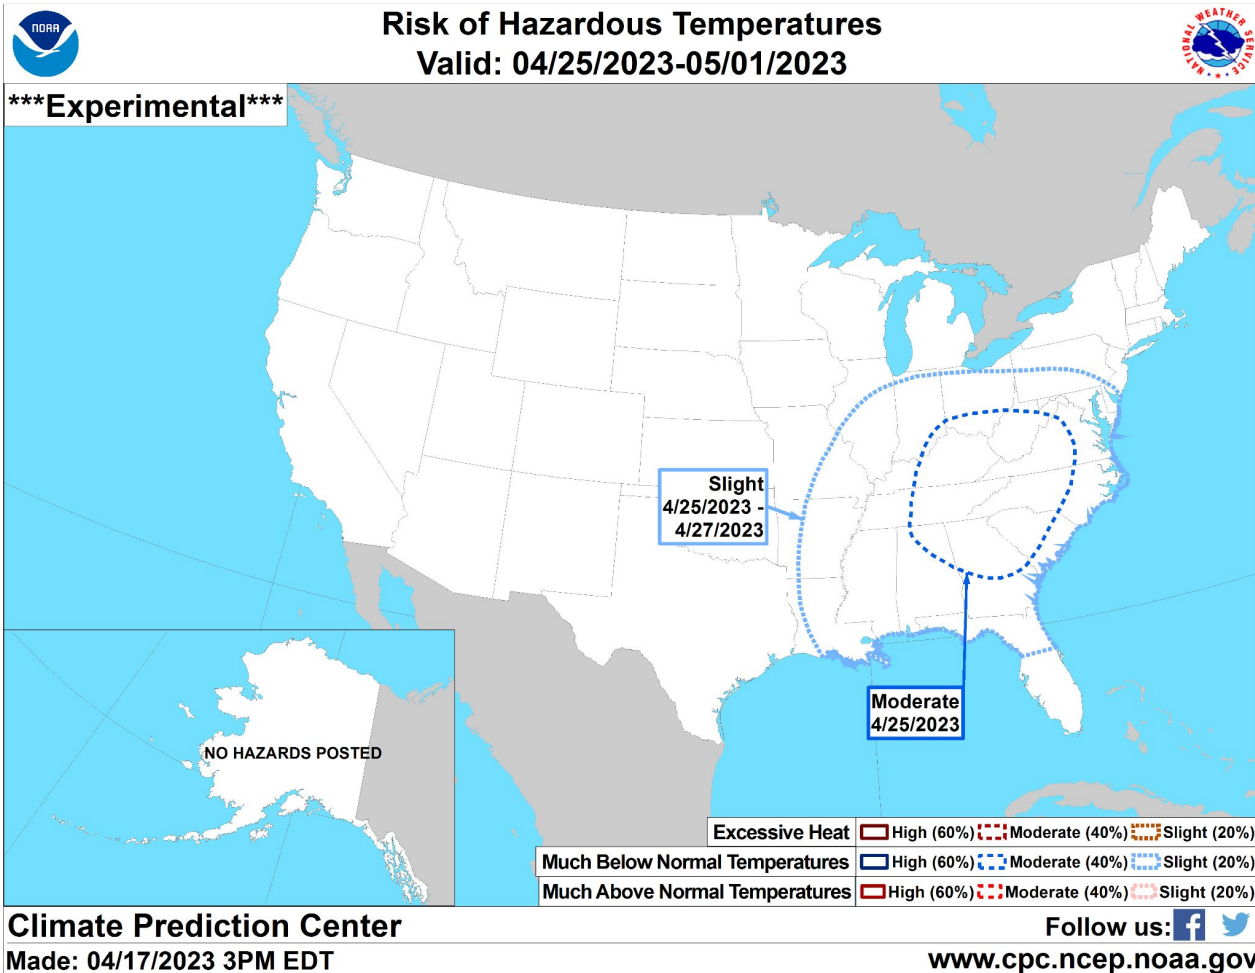 NOAA
Risk of Hazardous Temperatures
Valid: 04/25/2023-05/01/2023
NATIONAL WEATHER SERVICE
***Experimental***
Slight
4/25/2023 -
4/27/2023
Moderate
4/25/2023
NO HAZARDS POSTED
Excessive Heat High (60%) Moderate (40%) Slight (20%)
Much Below Normal Temperatures High (60%) Moderate (40%) Slight (20%)
Much Above Normal Temperatures High (60%) Moderate (40%) Slight (20%)
Climate Prediction Center
Follow us:
Made: 04/17/2023 3PM EDT
www.cpc.ncep.noaa.gov